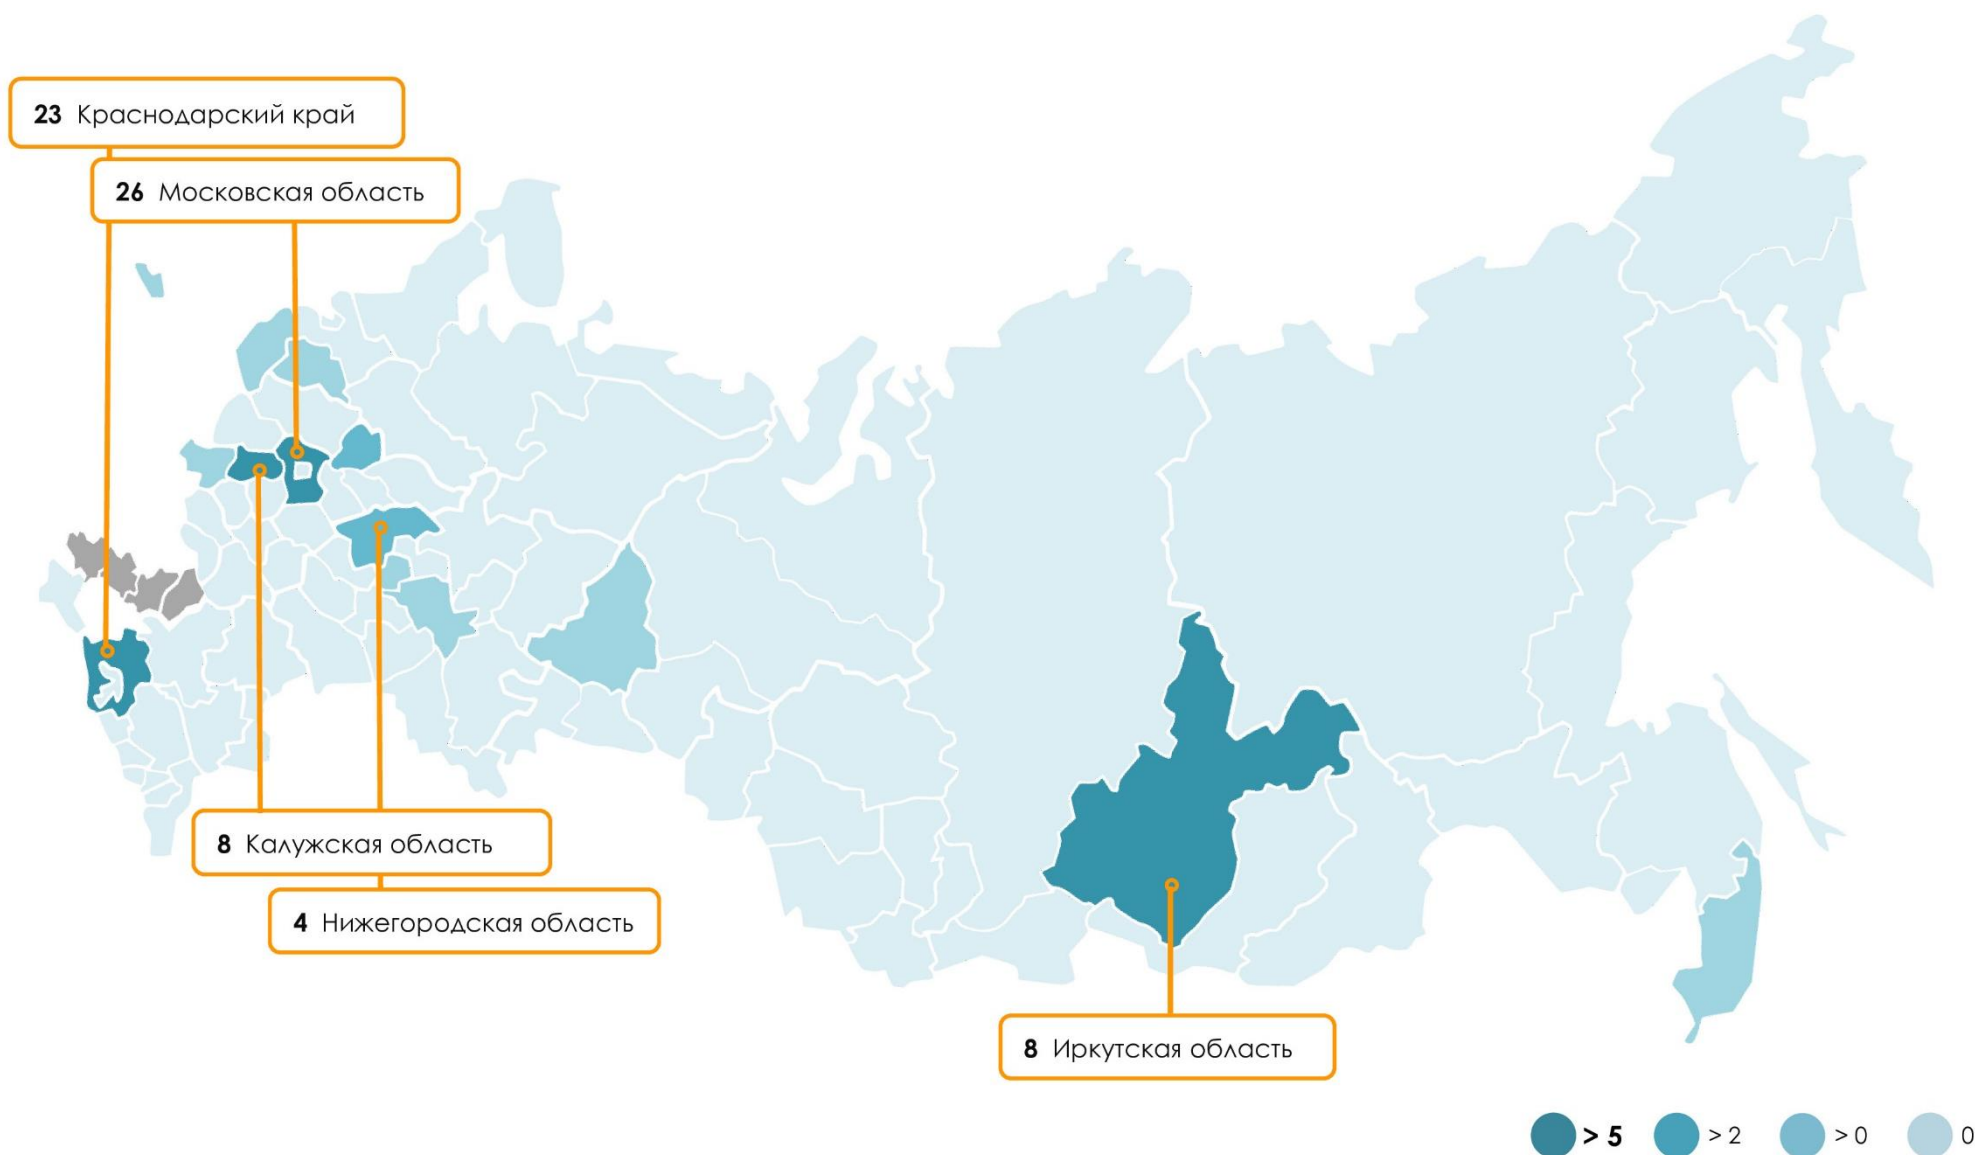 23 Краснодарский край
26 Московская область
8 Калужская область
4 Нижегородская область
8 Иркутская область
> 5 > 2 > 0 0